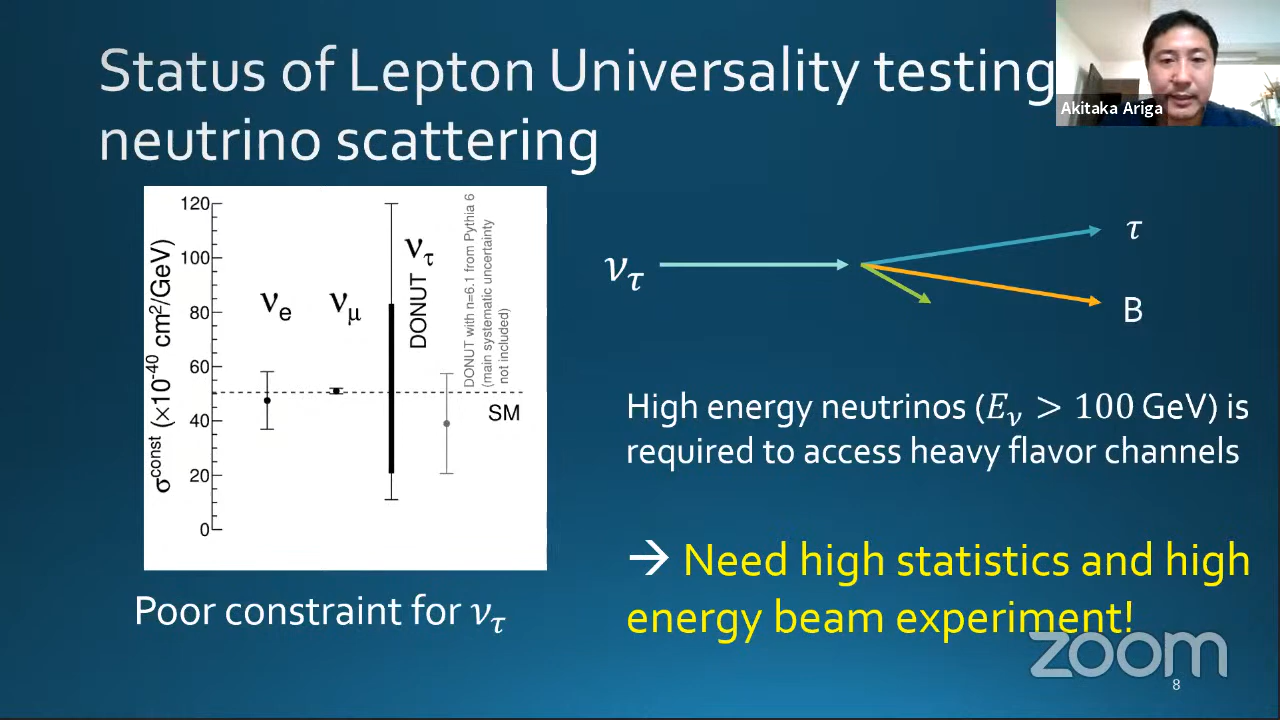 Status of Lepton Universality testing
neutrino scattering
Akitaka Ariga
120
100
80
60
40
20
0
σ^const (×10^-40 cm^2/GeV)
ν_e
ν_μ
ν_τ
DONUT
DONUT with n=6.1 from Pythia 6
(main systematic uncertainty
not included)
SM
Poor constraint for ν_τ
ν_τ
τ
B
High energy neutrinos (E_ν > 100 GeV) is
required to access heavy flavor channels
→ Need high statistics and high
energy beam experiment!
zoom
8